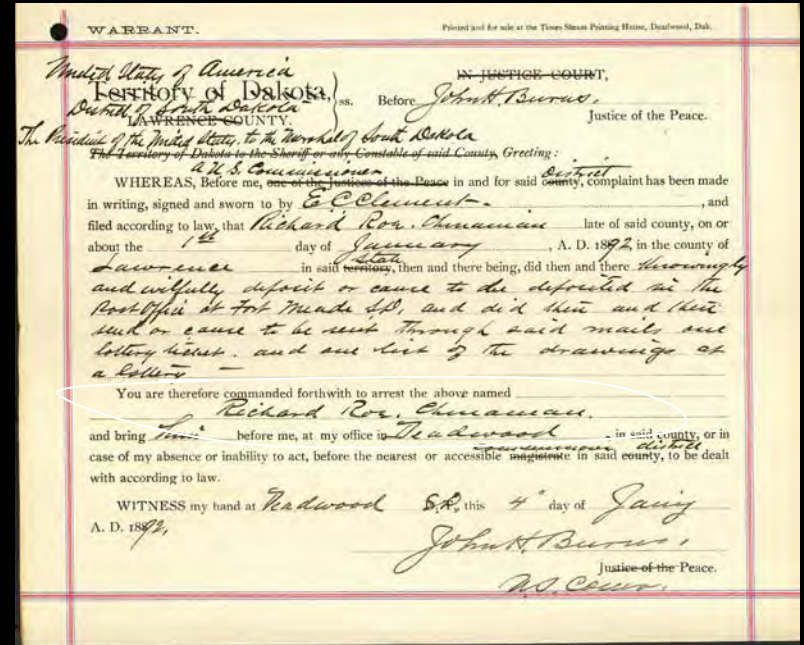 WARRANT.
Printed and for sale at the Times Steam Printing House, Deadwood, Dak.
United States of America
IN JUSTICE COURT,
Territory of Dakota,
District of South Dakota
ss. Before John H. Burns.
LAWRENCE COUNTY.
Justice of the Peace.
The President of the United States, to the Marshal of South Dakota
The Territory of Dakota to the Sheriff or any Constable of said County, Greeting:
a U.S. Commissioner
district
WHEREAS, Before me, one of the Justices of the Peace in and for said county, complaint has been made
in writing, signed and sworn to by E C Clement , and
filed according to law, that Richard Roe. Chinaman late of said county, on or
about the 1st day of January , A. D. 1892, in the county of
State
Lawrence in said territory, then and there being, did then and there knowingly
and wilfully deposit or cause to be deposited in the
Post Office at Fort Meade S.D, and did then and there
send or cause to be sent through said mails one
lottery ticket. and one list of the drawings at
a lottery —
You are therefore commanded forthwith to arrest the above named
Richard Roe. Chinaman.
and bring him before me, at my office in Deadwood , in said county, or in
commissioner district
case of my absence or inability to act, before the nearest or accessible magistrate in said county, to be dealt
with according to law.
WITNESS my hand at Deadwood S.D., this 4" day of Jany
A. D. 1892,
John H. Burns.
Justice of the Peace.
U.S. Comr.